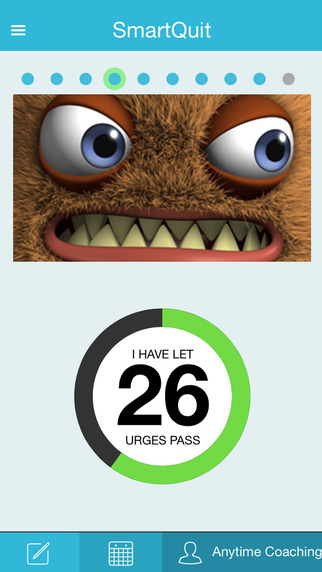 SmartQuit
I HAVE LET
26
URGES PASS
Anytime Coaching